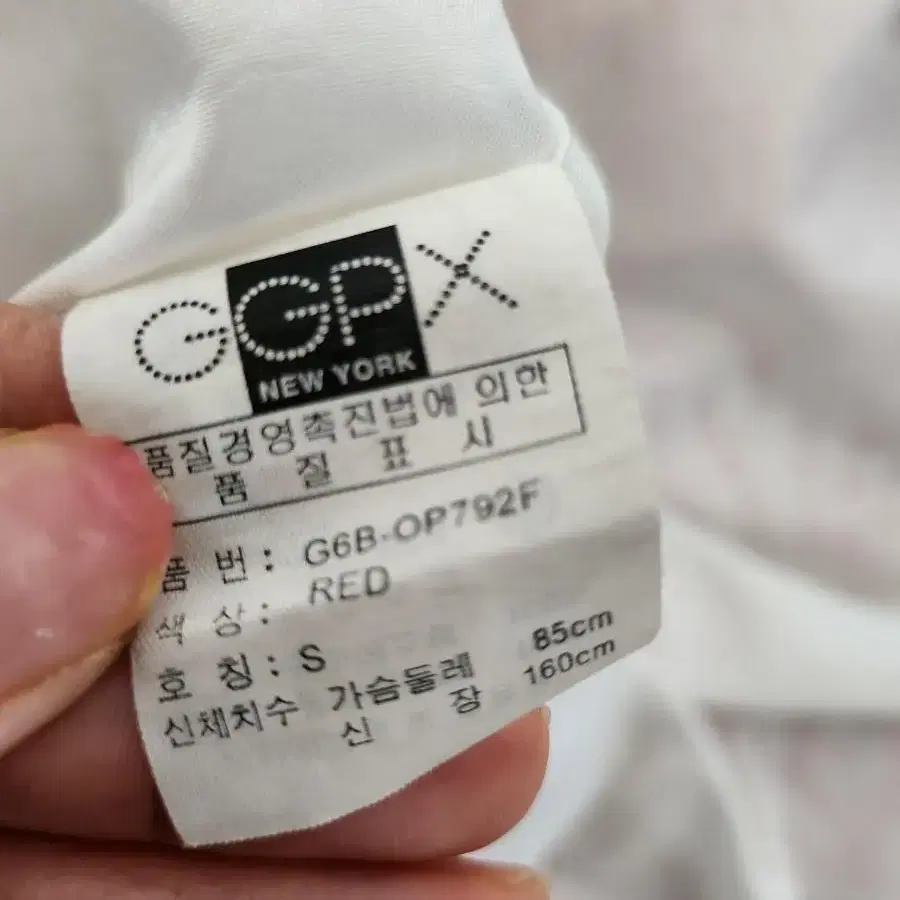 GGPX
NEW YORK
품질경영촉진법에 의한
품 질 표 시
품 번 : G6B-OP792F
색 상 : RED
호 칭 : S
신체치수 가슴둘레 85cm
신 장 160cm